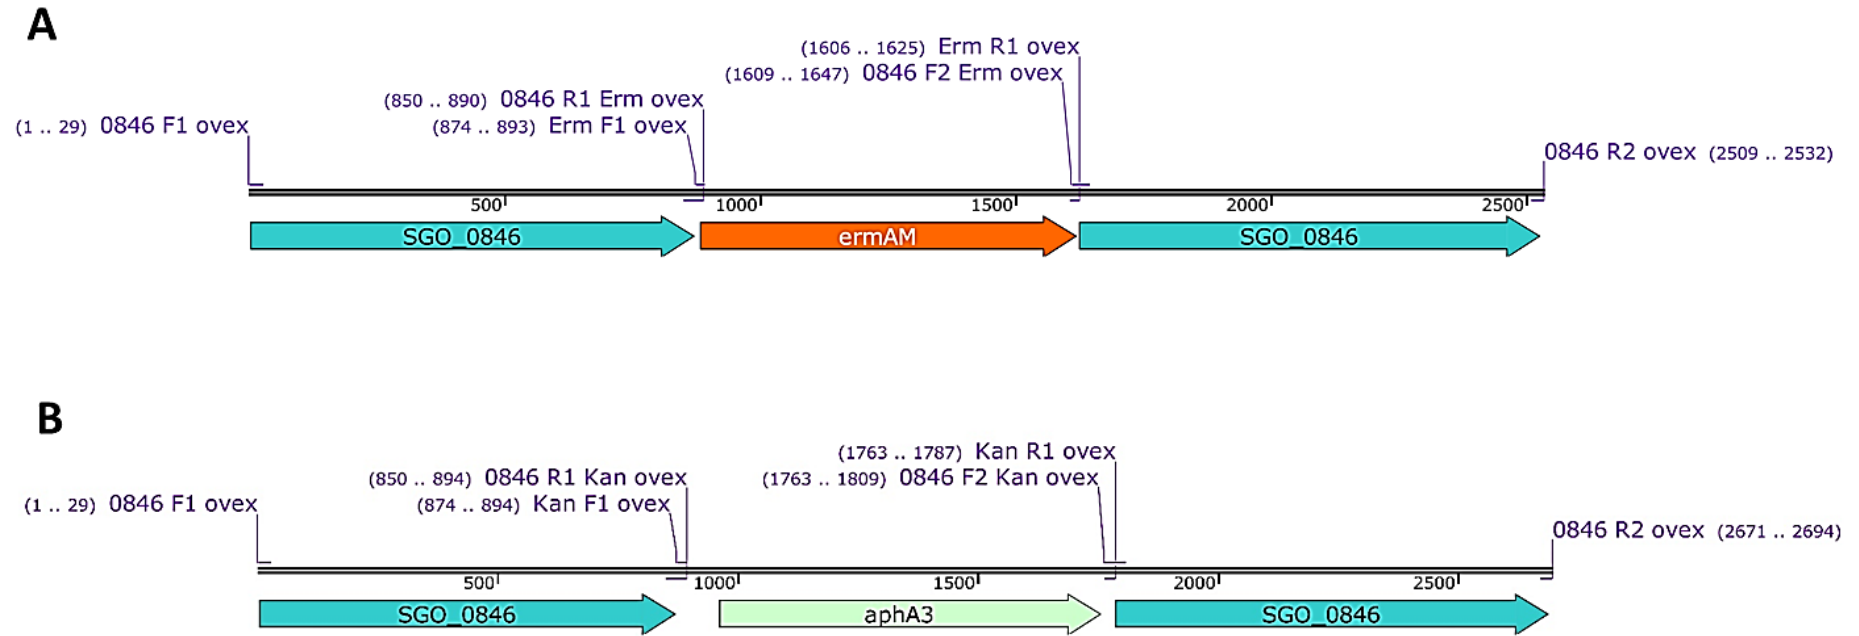 A
(1606 .. 1625) Erm R1 ovex
(1609 .. 1647) 0846 F2 Erm ovex
(850 .. 890) 0846 R1 Erm ovex
(1 .. 29) 0846 F1 ovex
(874 .. 893) Erm F1 ovex
0846 R2 ovex (2509 .. 2532)
500 1000 1500 2000 2500
SGO_0846 ermAM SGO_0846
B
(1763 .. 1787) Kan R1 ovex
(850 .. 894) 0846 R1 Kan ovex
(1763 .. 1809) 0846 F2 Kan ovex
(1 .. 29) 0846 F1 ovex
(874 .. 894) Kan F1 ovex
0846 R2 ovex (2671 .. 2694)
500 1000 1500 2000 2500
SGO_0846 aphA3 SGO_0846